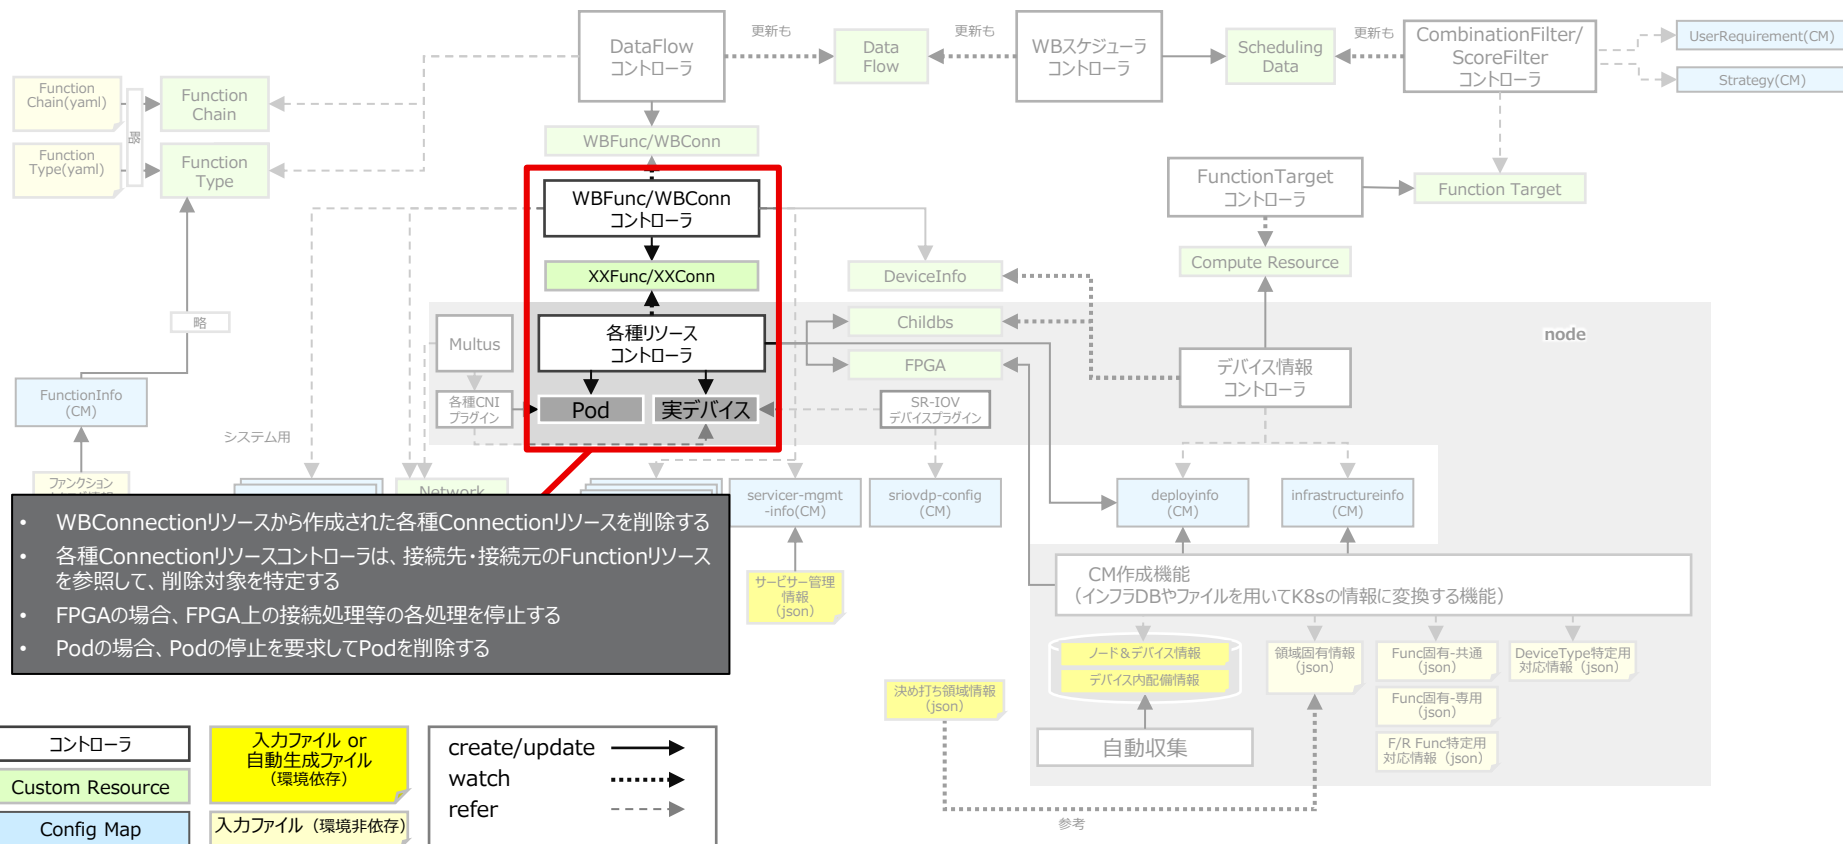 DataFlow
コントローラ
更新も
Data
Flow
更新も
WBスケジューラ
コントローラ
Scheduling
Data
更新も
CombinationFilter/
ScoreFilter
コントローラ
UserRequirement(CM)
Strategy(CM)
Function
Chain(yaml)
Function
Chain
略
Function
Type(yaml)
Function
Type
WBFunc/WBConn
WBFunc/WBConn
コントローラ
FunctionTarget
コントローラ
Function Target
XXFunc/XXConn
DeviceInfo
Compute Resource
略
Multus
各種リソース
コントローラ
Childbs
FPGA
node
デバイス情報
コントローラ
FunctionInfo
(CM)
各種CNI
プラグイン
Pod
実デバイス
SR-IOV
デバイスプラグイン
システム用
ファンクション
Network
servicer-mgmt
-info(CM)
sriovdp-config
(CM)
deployinfo
(CM)
infrastructureinfo
(CM)
• WBConnectionリソースから作成された各種Connectionリソースを削除する
• 各種Connectionリソースコントローラは、接続先・接続元のFunctionリソース
を参照して、削除対象を特定する
• FPGAの場合、FPGA上の接続処理等の各処理を停止する
• Podの場合、Podの停止を要求してPodを削除する
サービサー管理
情報
(json)
CM作成機能
(インフラDBやファイルを用いてK8sの情報に変換する機能)
ノード&デバイス情報
デバイス内配備情報
領域固有情報
(json)
Func固有-共通
(json)
DeviceType特定用
対応情報 (json)
Func固有-専用
(json)
F/R Func特定用
対応情報 (json)
決め打ち領域情報
(json)
自動収集
参考
コントローラ
Custom Resource
Config Map
入力ファイル or
自動生成ファイル
(環境依存)
入力ファイル (環境非依存)
create/update
watch
refer